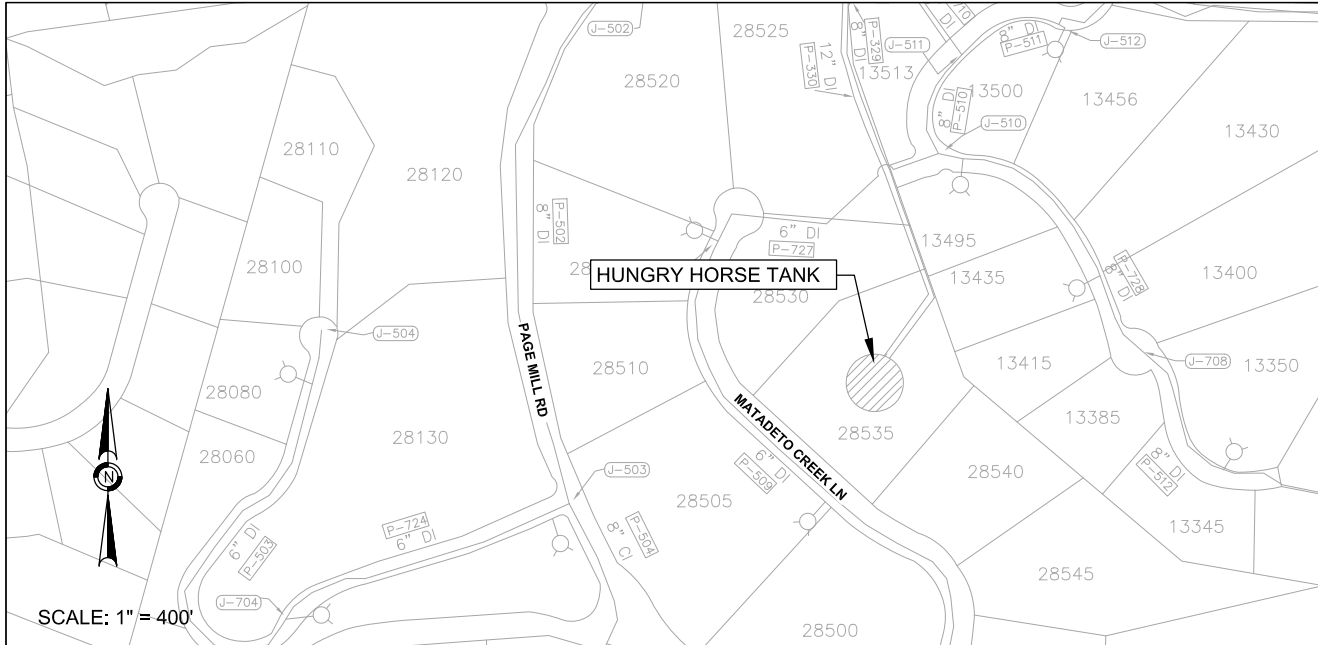 J-502
28525
710
12" DI
P-330
8" DI
P-329
J-511
13513
8" DI
P-511
J-512
28520
13500
13456
8" DI
P-510
J-510
13430
28110
28120
P-502
8" DI
13495
28100
6" DI
P-727
28
HUNGRY HORSE TANK
28530
13435
P-728
8" DI
13400
J-504
PAGE MILL RD
28510
13415
J-708
13350
28080
28130
MATADETO CREEK LN
28535
13385
28060
N
J-503
6" DI
P-509
28540
8" DI
P-512
28505
P-724
6" DI
P-504
8" CI
6" DI
P-503
13345
28545
J-704
SCALE: 1" = 400'
28500